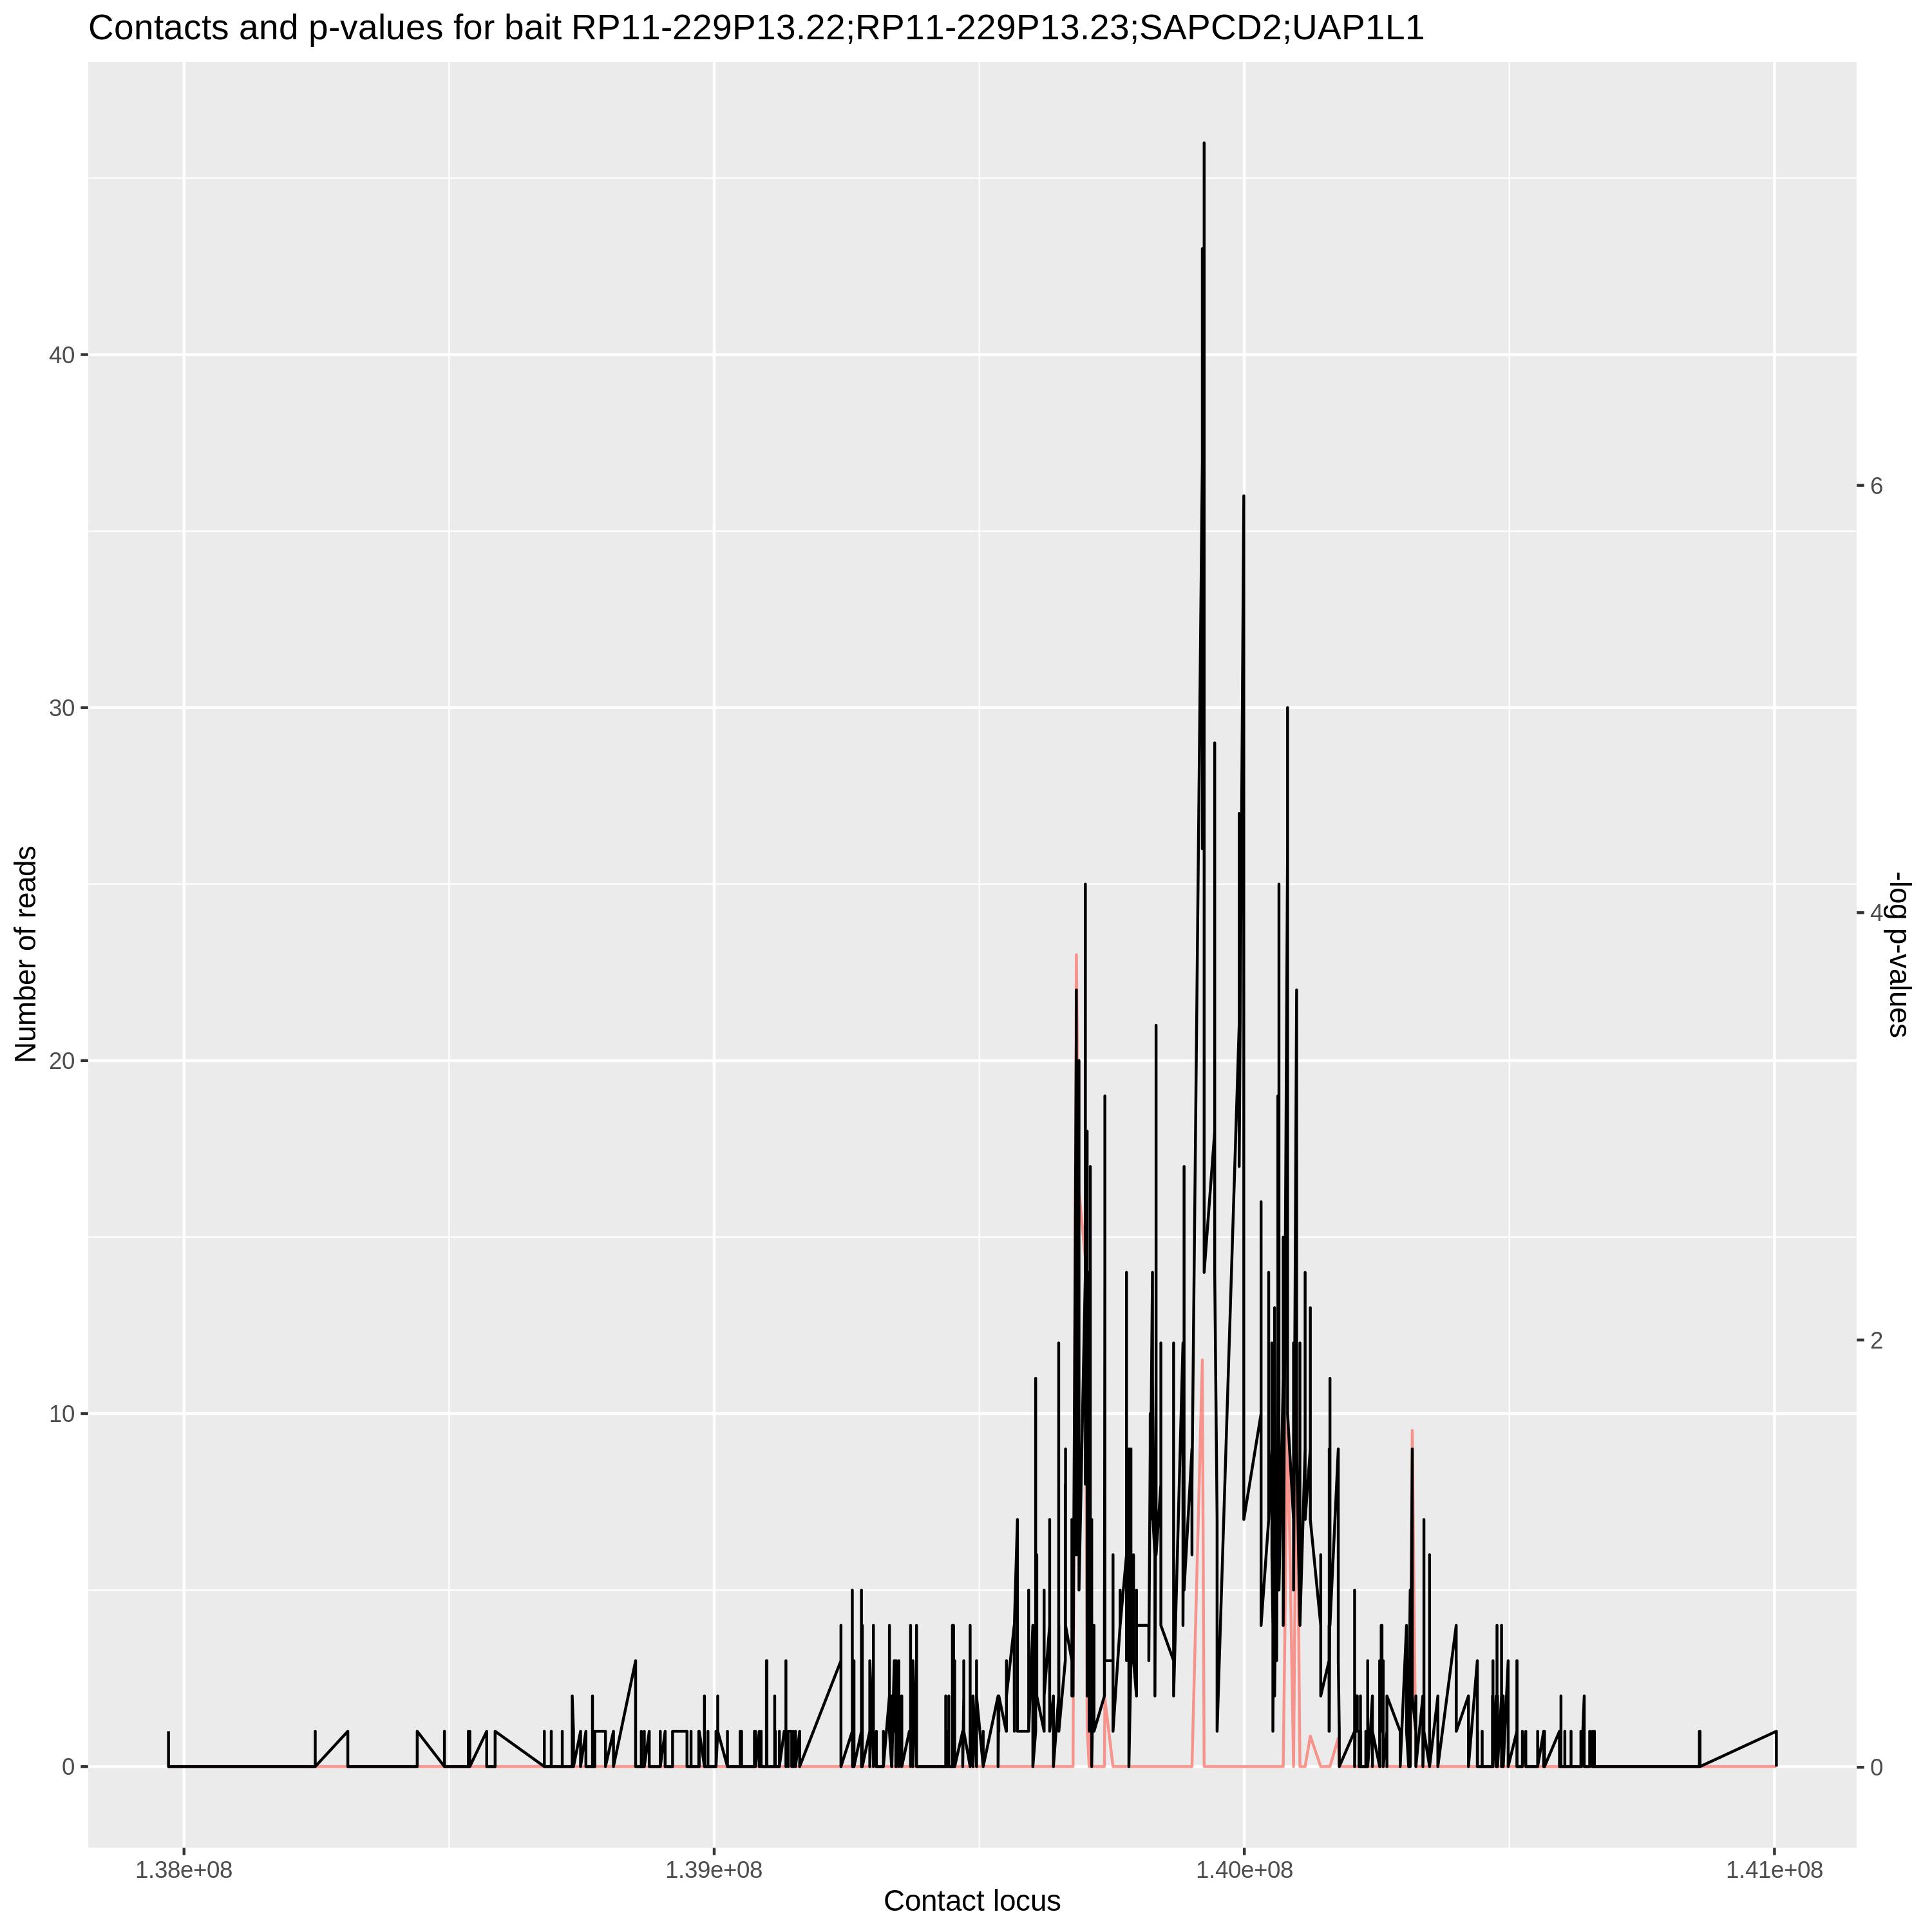 Contacts and p-values for bait RP11-229P13.22;RP11-229P13.23;SAPCD2;UAP1L1
Number of reads
40
30
20
10
0
6
4
2
0
-log p-values
1.38e+08
1.39e+08
1.40e+08
1.41e+08
Contact locus